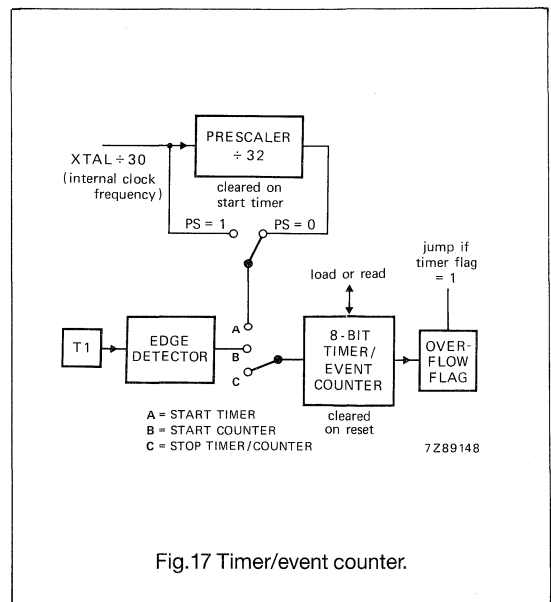 PRESCALER
÷ 32
XTAL ÷ 30
(internal clock
frequency)
cleared on
start timer
PS = 1
PS = 0
jump if
timer flag
= 1
load or read
T1
EDGE
DETECTOR
A
B
C
8-BIT
TIMER/
EVENT
COUNTER
OVER-
FLOW
FLAG
cleared
on reset
A = START TIMER
B = START COUNTER
C = STOP TIMER/COUNTER
7Z89148
Fig.17 Timer/event counter.